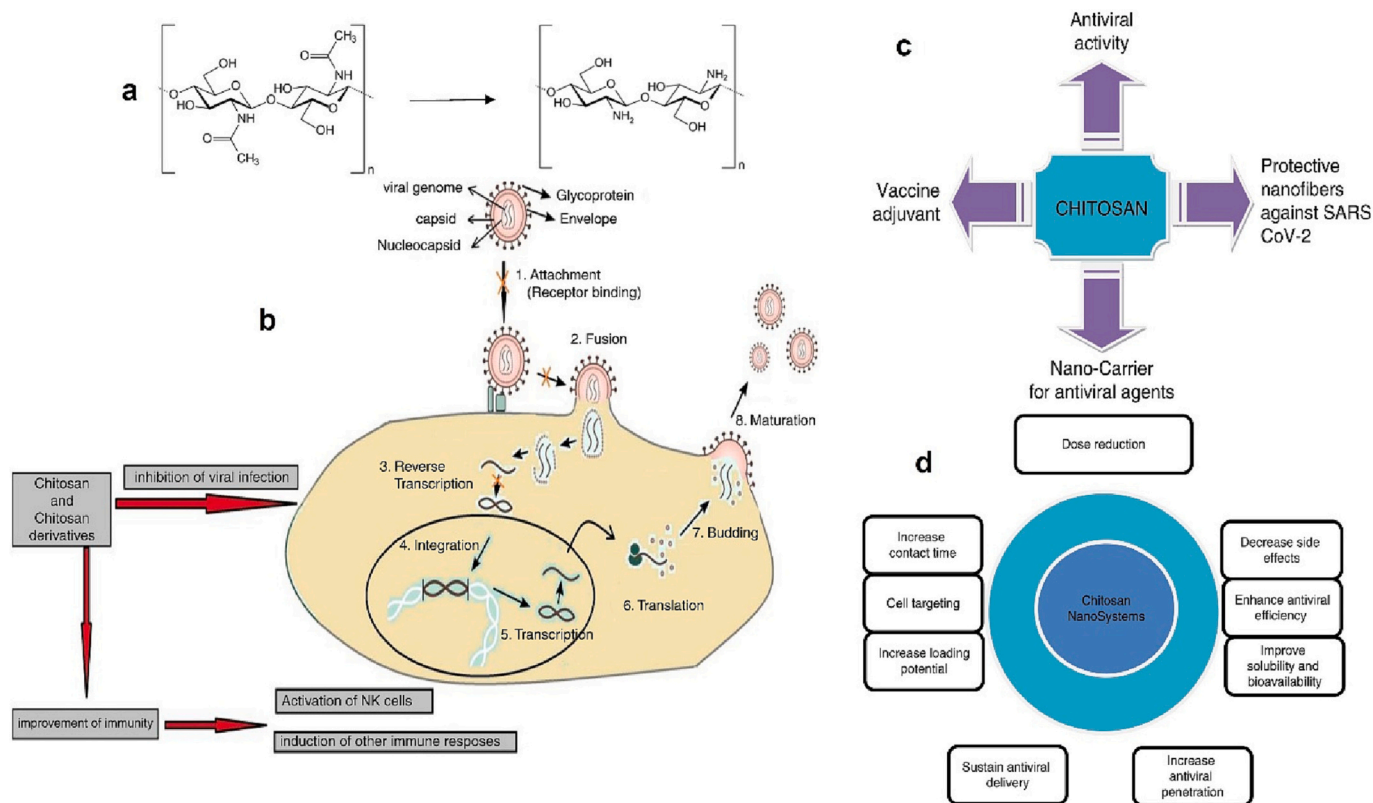 a
CH₃
O
NH
OH
O
HO
O
HO
NH
O
O
OH
O
CH₃
n
OH
O
HO
O
NH₂
NH₂
HO
O
O
OH
n
viral genome
capsid
Nucleocapsid
Glycoprotein
Envelope
1. Attachment
(Receptor binding)
b
2. Fusion
3. Reverse
Transcription
4. Integration
5. Transcription
6. Translation
7. Budding
8. Maturation
Chitosan
and
Chitosan
derivatives
inhibition of viral infection
improvement of immunity
Activation of NK cells
induction of other immune resposes
c
Antiviral
activity
Vaccine
adjuvant
CHITOSAN
Protective
nanofibers
against SARS
CoV-2
Nano-Carrier
for antiviral agents
d
Dose reduction
Increase
contact time
Cell targeting
Increase loading
potential
Chitosan
NanoSystems
Decrease side
effects
Enhance antiviral
efficiency
Improve
solubility and
bioavailability
Sustain antiviral
delivery
Increase
antiviral
penetration